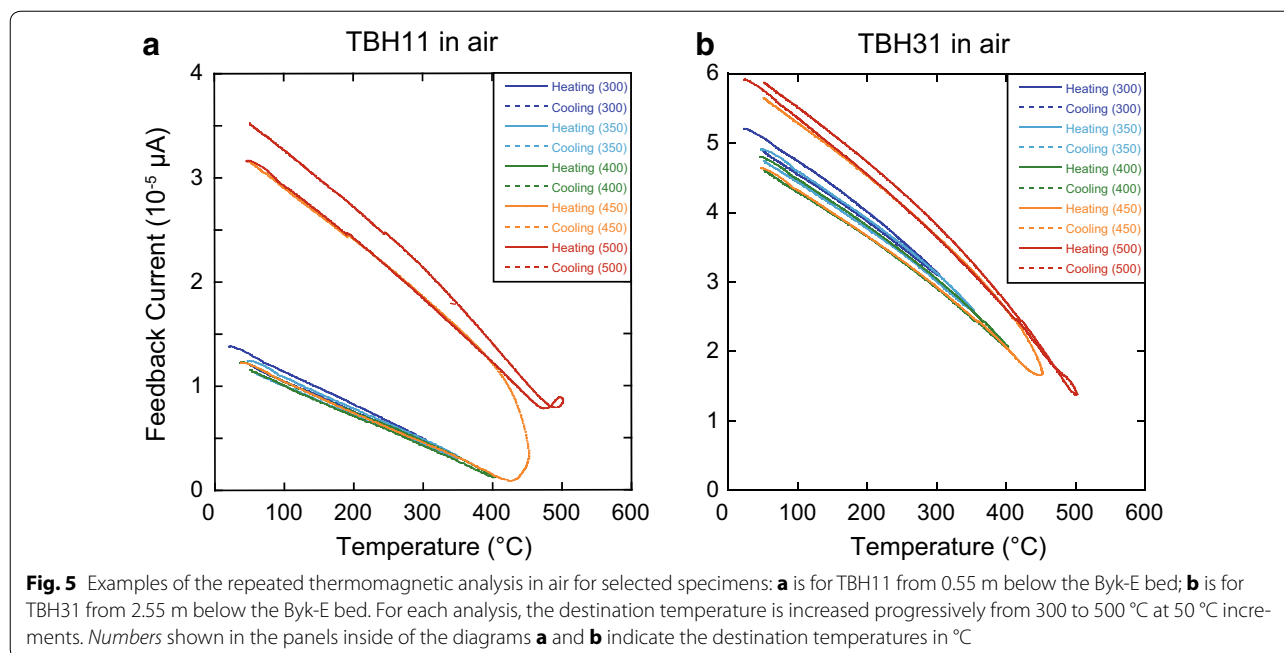 a
TBH11 in air
4
3
2
1
0
Feedback Current (10⁻⁵ μA)
Heating (300)
Cooling (300)
Heating (350)
Cooling (350)
Heating (400)
Cooling (400)
Heating (450)
Cooling (450)
Heating (500)
Cooling (500)
0 100 200 300 400 500 600
Temperature (°C)
b
TBH31 in air
6
5
4
3
2
1
0
Heating (300)
Cooling (300)
Heating (350)
Cooling (350)
Heating (400)
Cooling (400)
Heating (450)
Cooling (450)
Heating (500)
Cooling (500)
0 100 200 300 400 500 600
Temperature (°C)
Fig. 5 Examples of the repeated thermomagnetic analysis in air for selected specimens: a is for TBH11 from 0.55 m below the Byk-E bed; b is for
TBH31 from 2.55 m below the Byk-E bed. For each analysis, the destination temperature is increased progressively from 300 to 500 °C at 50 °C incre-
ments. Numbers shown in the panels inside of the diagrams a and b indicate the destination temperatures in °C